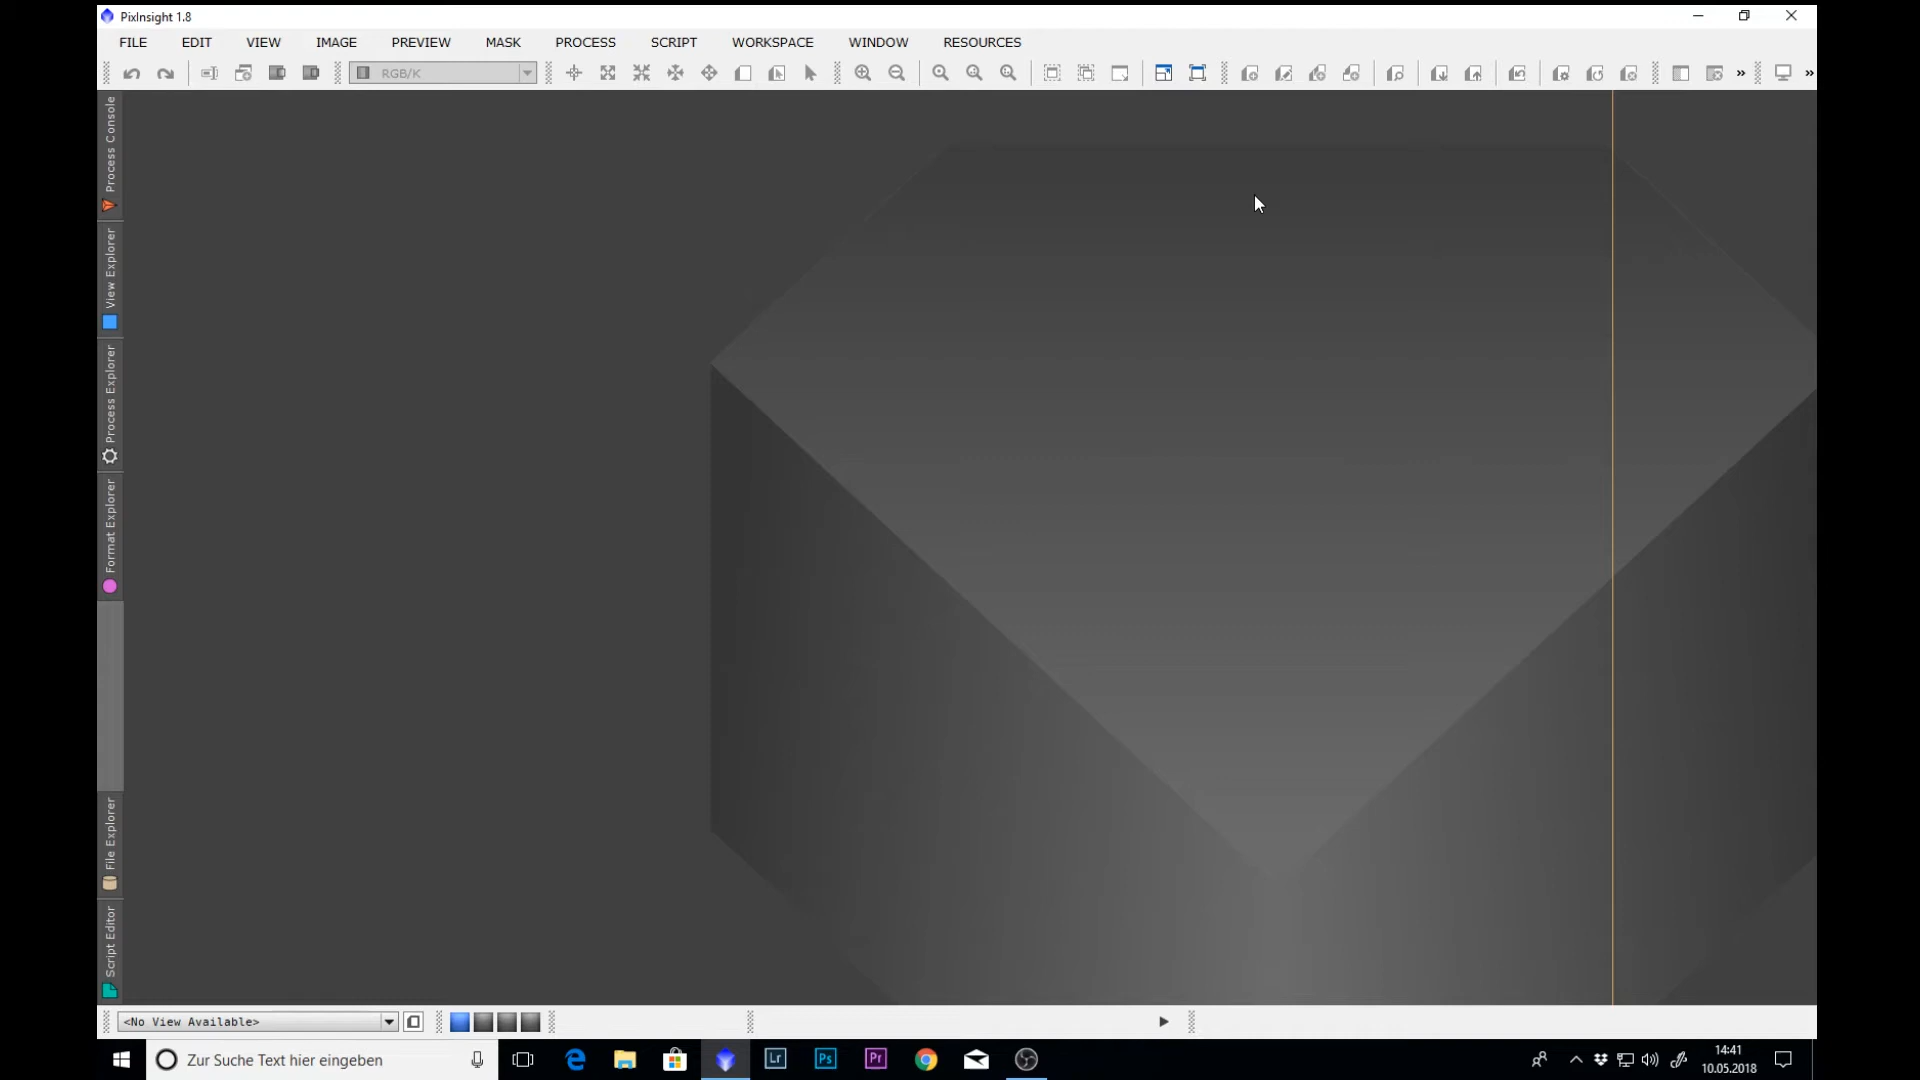 PixInsight 1.8
FILE EDIT VIEW IMAGE PREVIEW MASK PROCESS SCRIPT WORKSPACE WINDOW RESOURCES
RGB/K
Process Console
View Explorer
Process Explorer
Format Explorer
File Explorer
Script Editor
<No View Available>
Zur Suche Text hier eingeben
Lr
Ps
Pr
14:41
10.05.2018